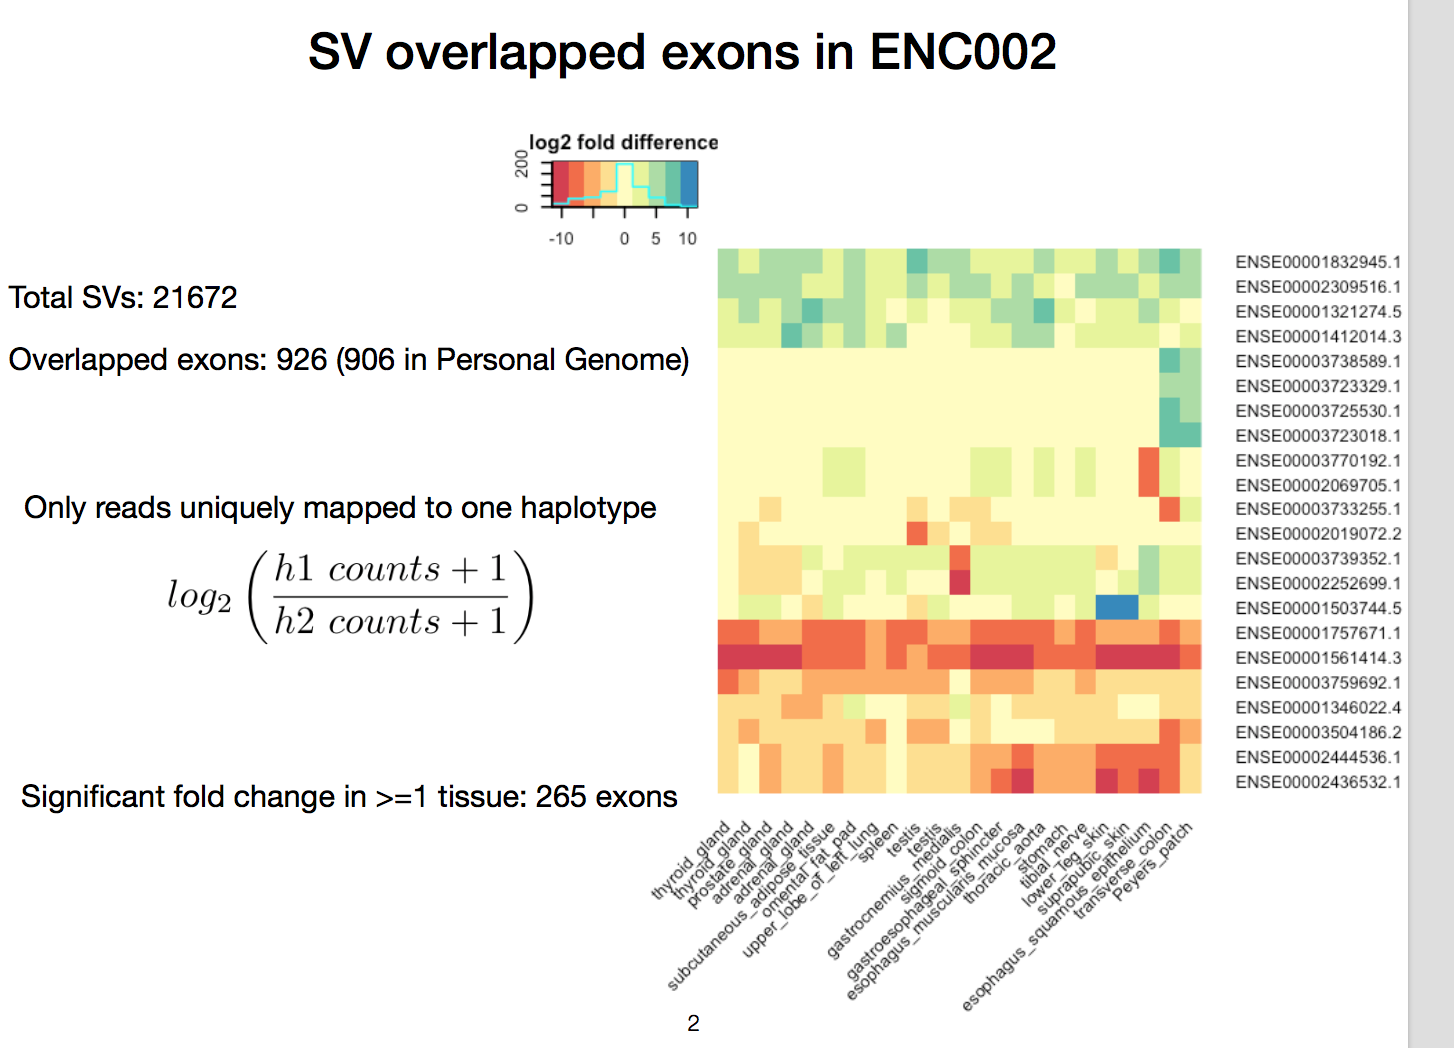 SV overlapped exons in ENC002
log2 fold difference
200
0
-10 0 5 10
Total SVs: 21672
Overlapped exons: 926 (906 in Personal Genome)
Only reads uniquely mapped to one haplotype
log2 ( h1 counts + 1 / h2 counts + 1 )
Significant fold change in >=1 tissue: 265 exons
ENSE00001832945.1
ENSE00002309516.1
ENSE00001321274.5
ENSE00001412014.3
ENSE00003738589.1
ENSE00003723329.1
ENSE00003725530.1
ENSE00003723018.1
ENSE00003770192.1
ENSE00002069705.1
ENSE00003733255.1
ENSE00002019072.2
ENSE00003739352.1
ENSE00002252699.1
ENSE00001503744.5
ENSE00001757671.1
ENSE00001561414.3
ENSE00003759692.1
ENSE00001346022.4
ENSE00003504186.2
ENSE00002444536.1
ENSE00002436532.1
thyroid_gland
thyroid_gland
prostate_gland
adrenal_gland
adrenal_gland
subcutaneous_adipose_tissue
omental_fat_pad
upper_lobe_of_left_lung
spleen
testis
testis
gastrocnemius_medialis
sigmoid_colon
gastroesophageal_sphincter
esophagus_muscularis_mucosa
thoracic_aorta
stomach
tibial_nerve
lower_leg_skin
suprapubic_skin
esophagus_squamous_epithelium
transverse_colon
Peyers_patch
2